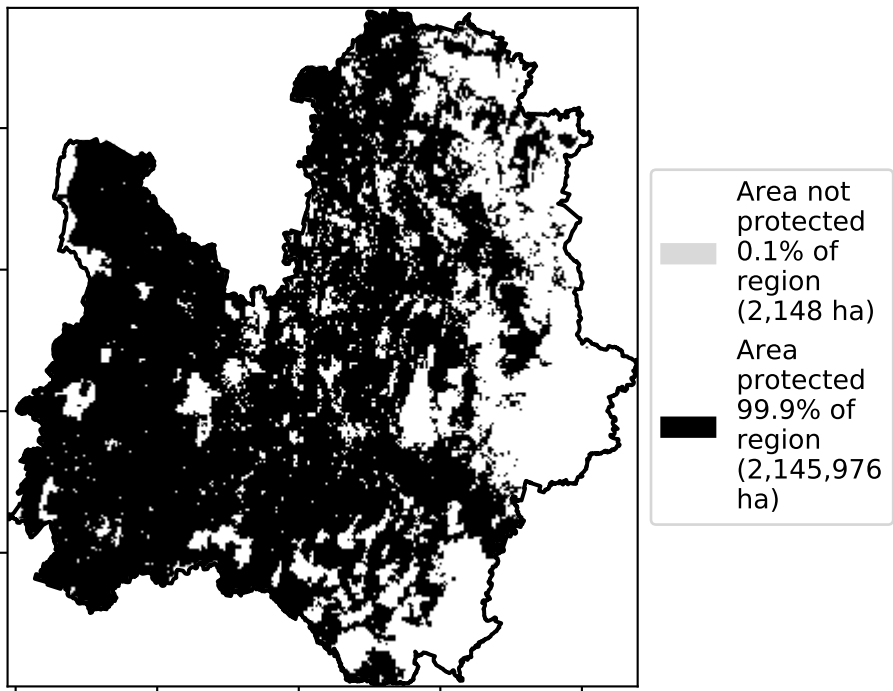 Area not
protected
0.1% of
region
(2,148 ha)
Area
protected
99.9% of
region
(2,145,976
ha)